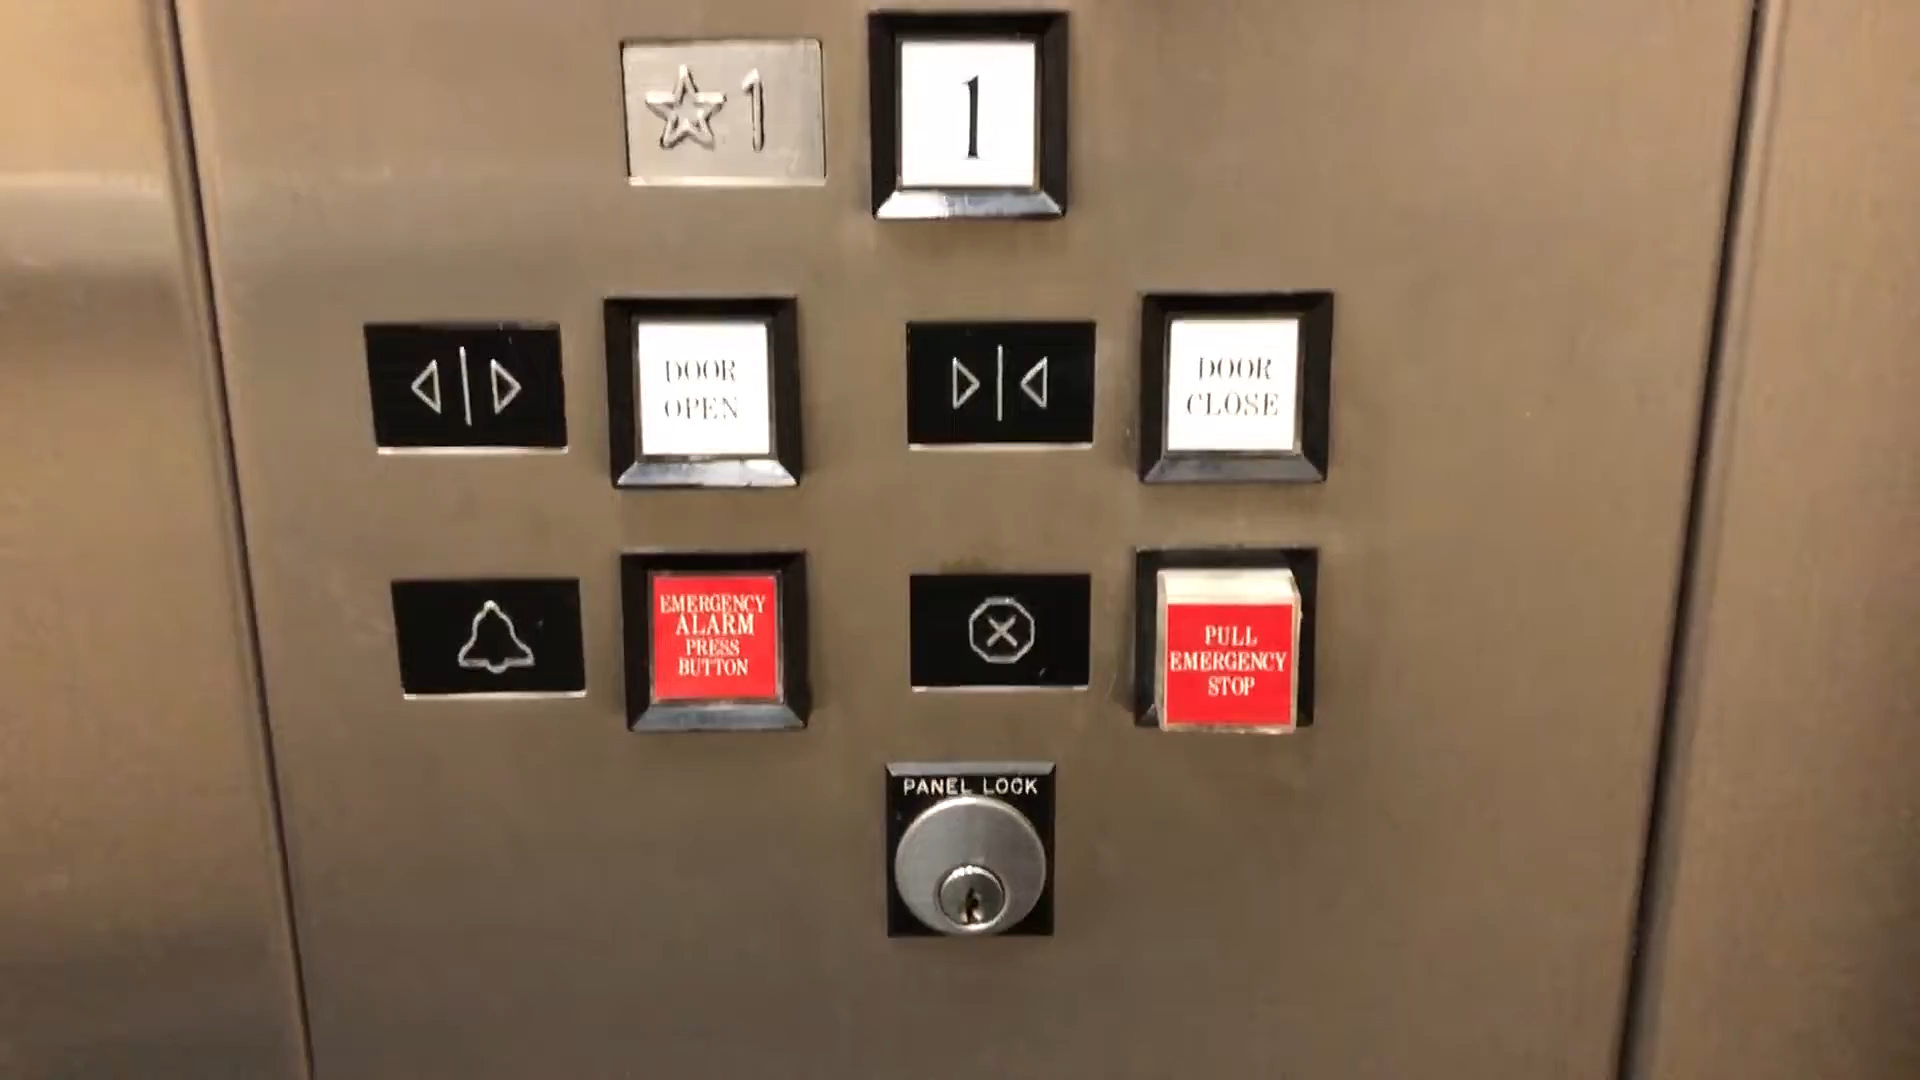 ☆1
1
DOOR
OPEN
DOOR
CLOSE
EMERGENCY
ALARM
PRESS
BUTTON
PULL
EMERGENCY
STOP
PANEL LOCK